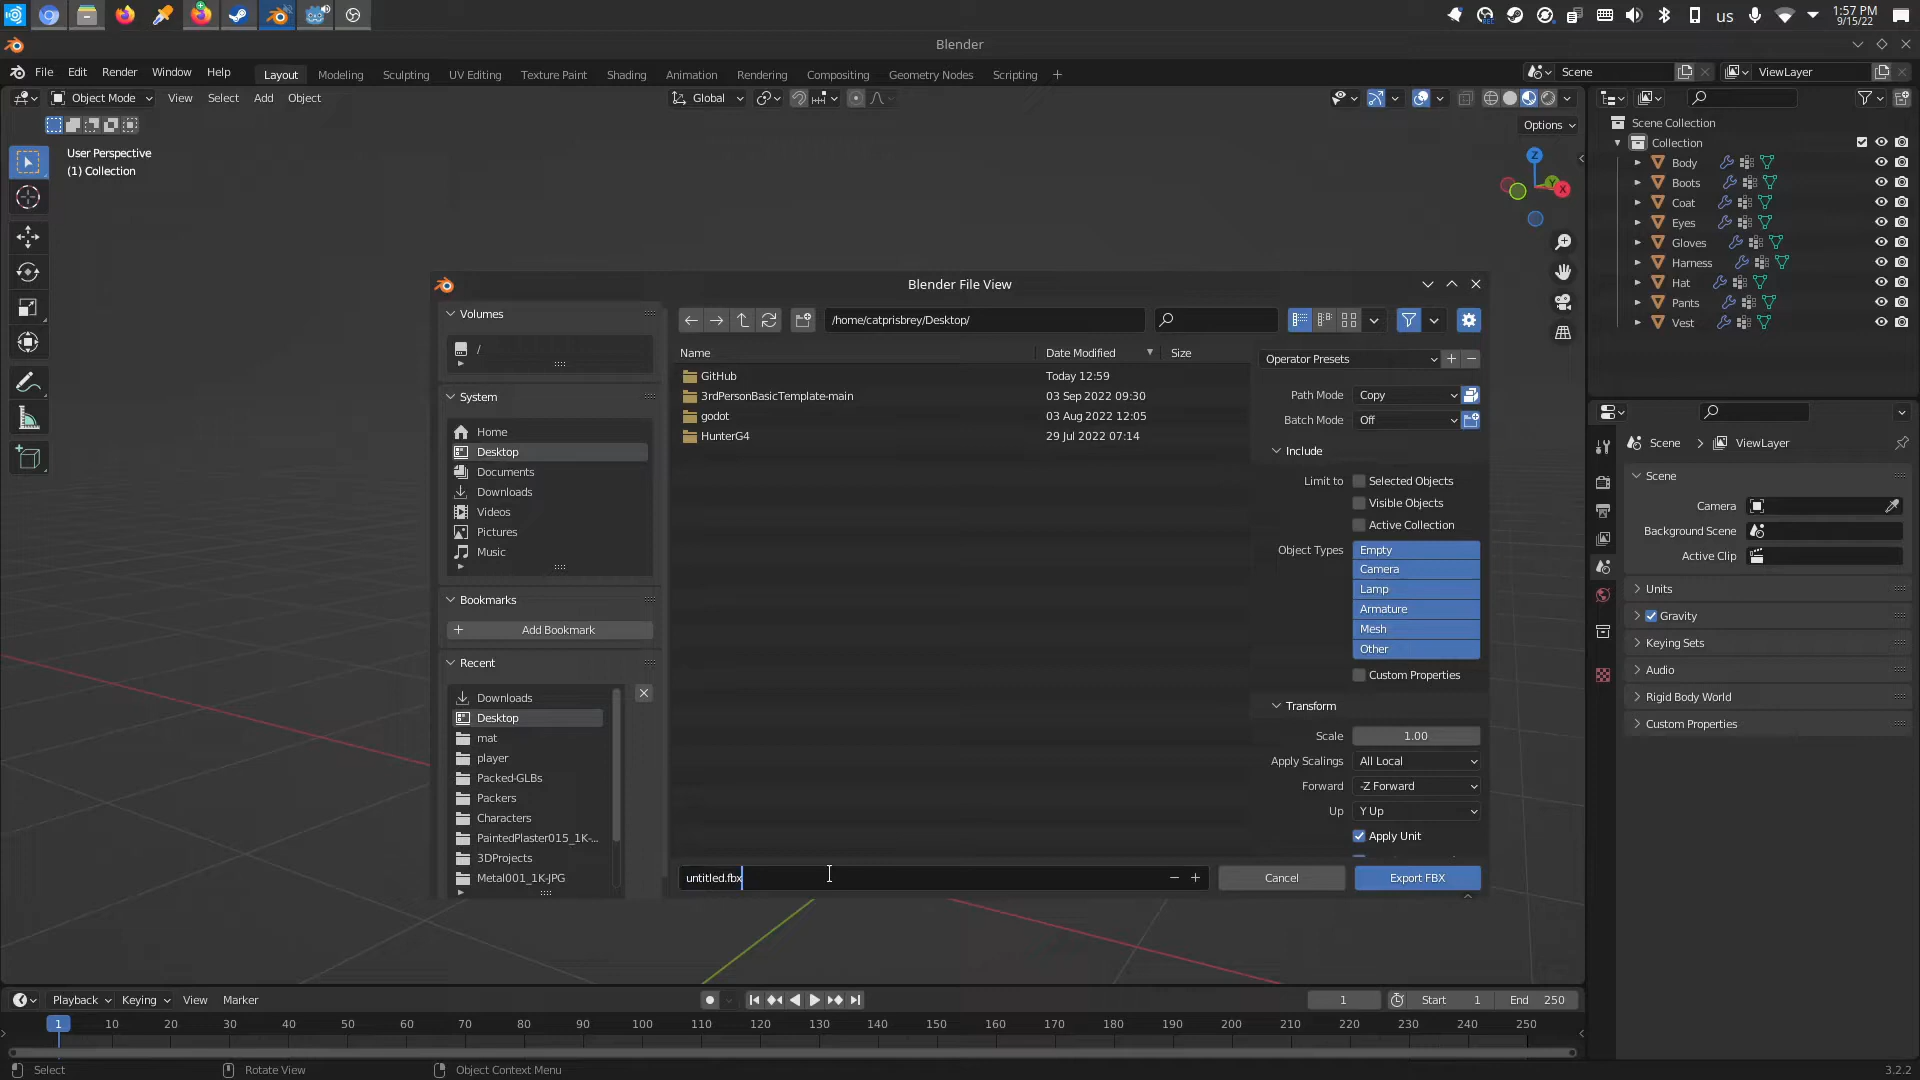 us
1:57 PM
9/15/22
Blender
File Edit Render Window Help Layout Modeling Sculpting UV Editing Texture Paint Shading Animation Rendering Compositing Geometry Nodes Scripting + Scene ViewLayer
Object Mode View Select Add Object Global
Options
User Perspective
(1) Collection
Z
Y
X
Scene Collection
Collection
Body
Boots
Coat
Eyes
Gloves
Harness
Hat
Pants
Vest
Blender File View
Volumes
/
System
Home
Desktop
Documents
Downloads
Videos
Pictures
Music
Bookmarks
+ Add Bookmark
Recent
Downloads
Desktop
mat
player
Packed-GLBs
Packers
Characters
PaintedPlaster015_1K-...
3DProjects
Metal001_1K-JPG
/home/catprisbrey/Desktop/
Name Date Modified Size
GitHub Today 12:59
3rdPersonBasicTemplate-main 03 Sep 2022 09:30
godot 03 Aug 2022 12:05
HunterG4 29 Jul 2022 07:14
Operator Presets + −
Path Mode Copy
Batch Mode Off
Include
Limit to Selected Objects
Visible Objects
Active Collection
Object Types Empty
Camera
Lamp
Armature
Mesh
Other
Custom Properties
Transform
Scale 1.00
Apply Scalings All Local
Forward -Z Forward
Up Y Up
Apply Unit
untitled.fbx − + Cancel Export FBX
Scene ViewLayer
Scene
Camera
Background Scene
Active Clip
Units
Gravity
Keying Sets
Audio
Rigid Body World
Custom Properties
Playback Keying View Marker 1 Start 1 End 250
1 10 20 30 40 50 60 70 80 90 100 110 120 130 140 150 160 170 180 190 200 210 220 230 240 250
Select Rotate View Object Context Menu 3.2.2